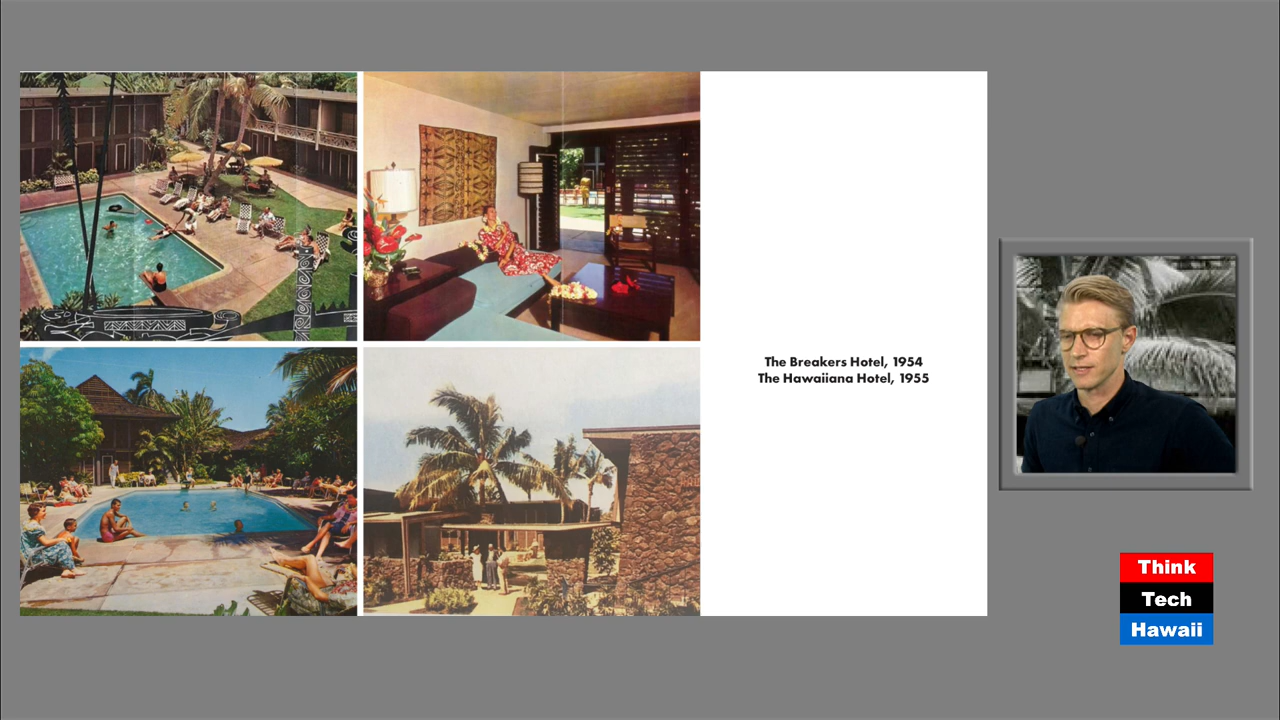 The Breakers Hotel, 1954
The Hawaiiana Hotel, 1955
Think
Tech
Hawaii